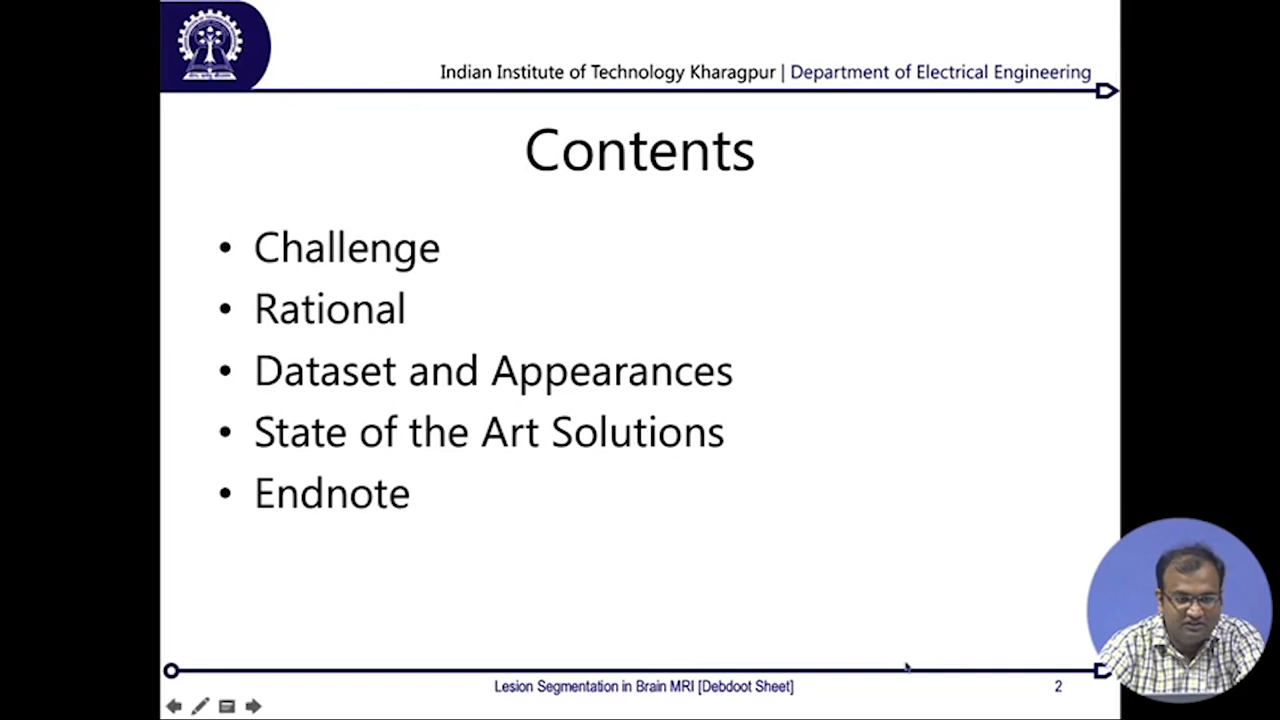 Indian Institute of Technology Kharagpur | Department of Electrical Engineering
Contents
• Challenge
• Rational
• Dataset and Appearances
• State of the Art Solutions
• Endnote
Lesion Segmentation in Brain MRI [Debdoot Sheet]
2